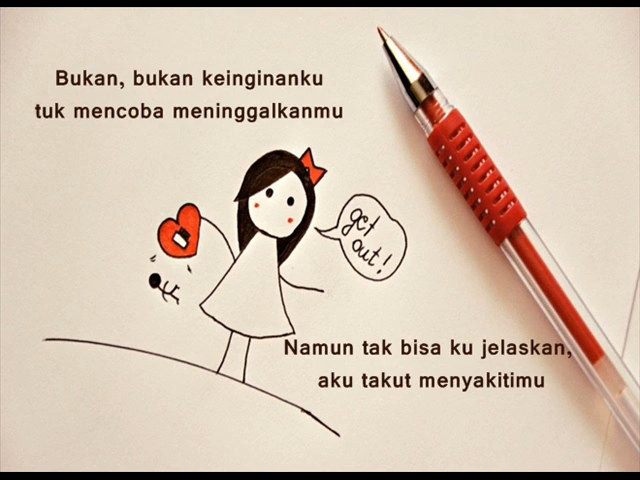 Bukan, bukan keinginanku
tuk mencoba meninggalkanmu
get
out!
Namun tak bisa ku jelaskan,
aku takut menyakitimu